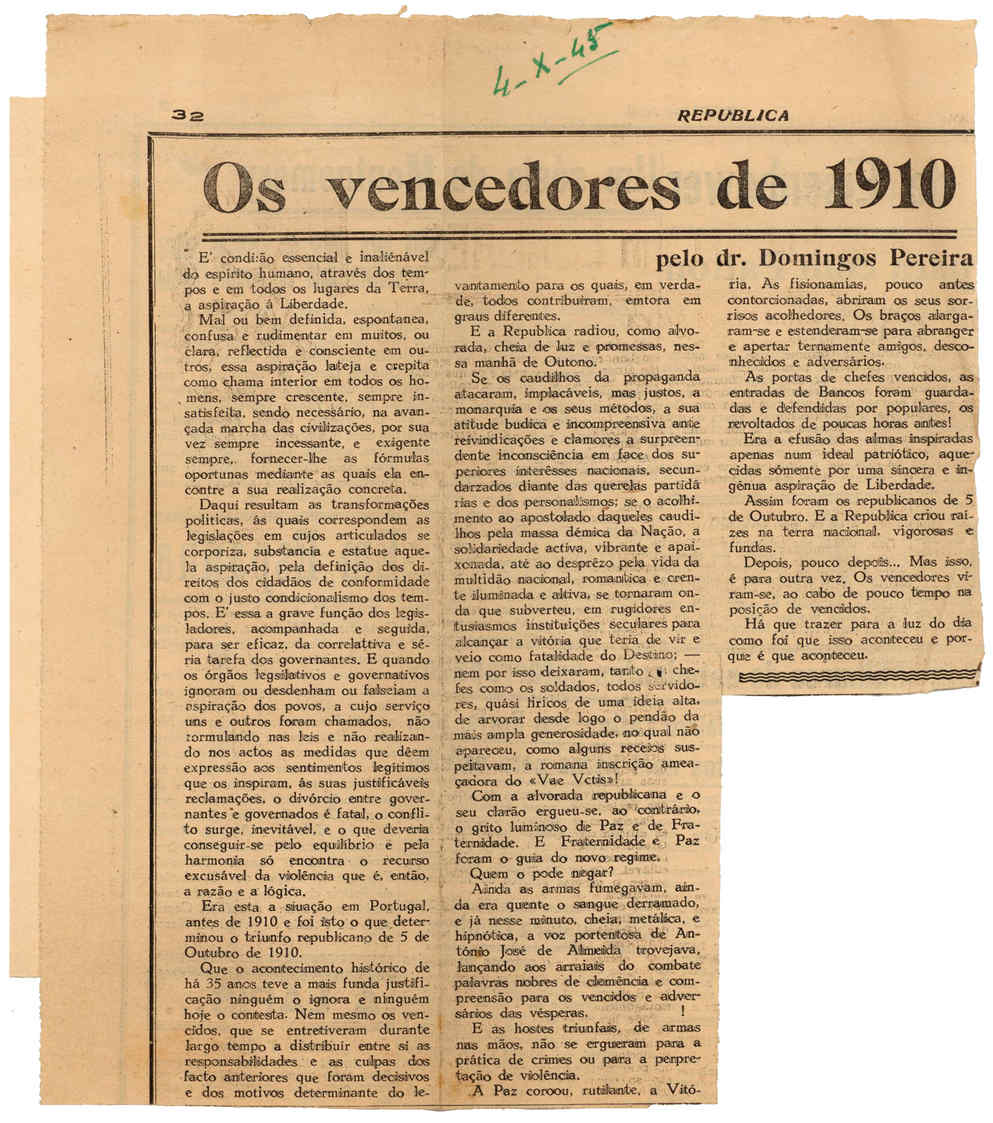 4-X-45
32
REPUBLICA
Os vencedores de 1910
pelo dr. Domingos Pereira
E' condi:ão essencial e inaliénável
do espirito humano, através dos tem-
pos e em todos os lugares da Terra,
a aspiração á Liberdade.
Mal ou bem definida, espontanea,
confusa e rudimentar em muitos, ou
clara, reflectida e consciente em ou-
tros, essa aspiração lateja e crepita
como chama interior em todos os ho-
mens, sempre crescente, sempre in-
satisfeita, sendo necessário, na avan-
çada marcha das civilizações, por sua
vez sempre incessante, e exigente
sempre, fornecer-lhe as fórmulas
oportunas mediante as quais ela en-
contre a sua realização concreta.
Daqui resultam as transformações
politicas, ás quais correspondem as
legislações em cujos articulados se
corporiza, substancia e estatue aque-
la aspiração, pela definição dos di-
reitos dos cidadãos de conformidade
com o justo condicionalismo dos tem-
pos. E' essa a grave função dos legis-
ladores, acompanhada e seguida,
para ser eficaz, da correlattiva e sé-
ria tarefa dos governantes. E quando
os órgãos legslativos e governativos
ignoram ou desdenham ou falseiam a
aspiração dos povos, a cujo serviço
uns e outros foram chamados, não
formulando nas leis e não realizan-
do nos actos as medidas que dêem
expressão aos sentimentos legitimos
que os inspiram, ás suas justificáveis
reclamações, o divórcio entre gover-
nantes e governados é fatal, o confli-
to surge, inevitável, e o que deveria
conseguir-se pelo equilíbrio e pela
harmonia só encontra o recurso
excusável da violência que é, então,
a razão e a lógica.
Era esta a siuação em Portugal,
antes de 1910 e foi isto o que deter-
minou o triunfo republicano de 5 de
Outubro de 1910.
Que o acontecimento histórico de
há 35 anos teve a mais funda justifi-
cação ninguém o ignora e ninguém
hoje o contesta. Nem mesmo os ven-
cidos, que se entretiveram durante
largo tempo a distribuir entre si as
responsabilidades e as culpas dos
facto anteriores que foram decisivos
e dos motivos determinante do le-
vantamento para os quais, em verda-
de, todos contribuíram, emtora em
graus diferentes.
E a Republica radiou, como alvo-
rada, cheia de luz e promessas, nes-
sa manhã de Outono.
Se os caudilhos da propaganda
atacaram, implacáveis, mas justos, a
monarquia e os seus métodos, a sua
atitude budica e incompreensiva ante
reivindicações e clamores a surpreen-
dente inconsciência em face dos su-
periores interêsses nacionais, secun-
darzados diante das querelas partidá
rias e dos personalismos; se o acolhi-
mento ao apostolado daqueles caudi-
lhos pela massa dêmica da Nação, a
solidariedade activa, vibrante e apai-
xonada, até ao desprêzo pela vida da
multidão nacional, romantica e cren-
te iluminada e altiva, se tornaram on-
da que subverteu, em rugidores en-
tusiasmos instituições seculares para
alcançar a vitória que teria de vir e
veio como fatalidade do Destino; —
nem por isso deixaram, tanto che-
fes como os soldados, todos servido-
res, quási liricos de uma ideia alta,
de arvorar desde logo o pendão da
mais ampla generosidade, no qual não
apareceu, como alguns receios sus-
peitavam, a romana inscrição amea-
çadora do «Vae Vctis»!
Com a alvorada republicana e o
seu clarão ergueu-se, ao contrário,
o grito luminoso de Paz e de Fra-
ternidade. E Fraternidade e Paz
foram o guia do novo regime.
Quem o pode negar?
Ainda as armas fumegavam, ain-
da era quente o sangue derramado,
e já nesse minuto, cheia, metálica, e
hipnótica, a voz portentosa de An-
tónio José de Almeida trovejava,
lançando aos arraiais do combate
palavras nobres de clemência e com-
preensão para os vencidos e adver-
sários das vésperas. !
E as hostes triunfais, de armas
nas mãos, não se ergueram para a
prática de crimes ou para a perpre-
tação de violência.
A Paz coroou, rutilante, a Vitó-
ria. As fisionamias, pouco antes
contorcionadas, abriram os seus sor-
risos acolhedores. Os braços alarga-
ram-se e estenderam-se para abranger
e apertar ternamente amigos, desco-
nhecidos e adversários.
As portas de chefes vencidos, as
entradas de Bancos foram guarda-
das e defendidas por populares, os
revoltados de poucas horas antes!
Era a efusão das almas inspiradas
apenas num ideal patriótico, aque-
cidas sómente por uma sincera e in-
gênua aspiração de Liberdade.
Assim foram os republicanos de 5
de Outubro. E a Republica criou rai-
zes na terra nacional, vigorosas e
fundas.
Depois, pouco depois... Mas isso,
é para outra vez. Os vencedores vi-
ram-se, ao cabo de pouco tempo na
posição de vencidos.
Há que trazer para a luz do dia
como foi que isso aconteceu e por-
que é que aconteceu.